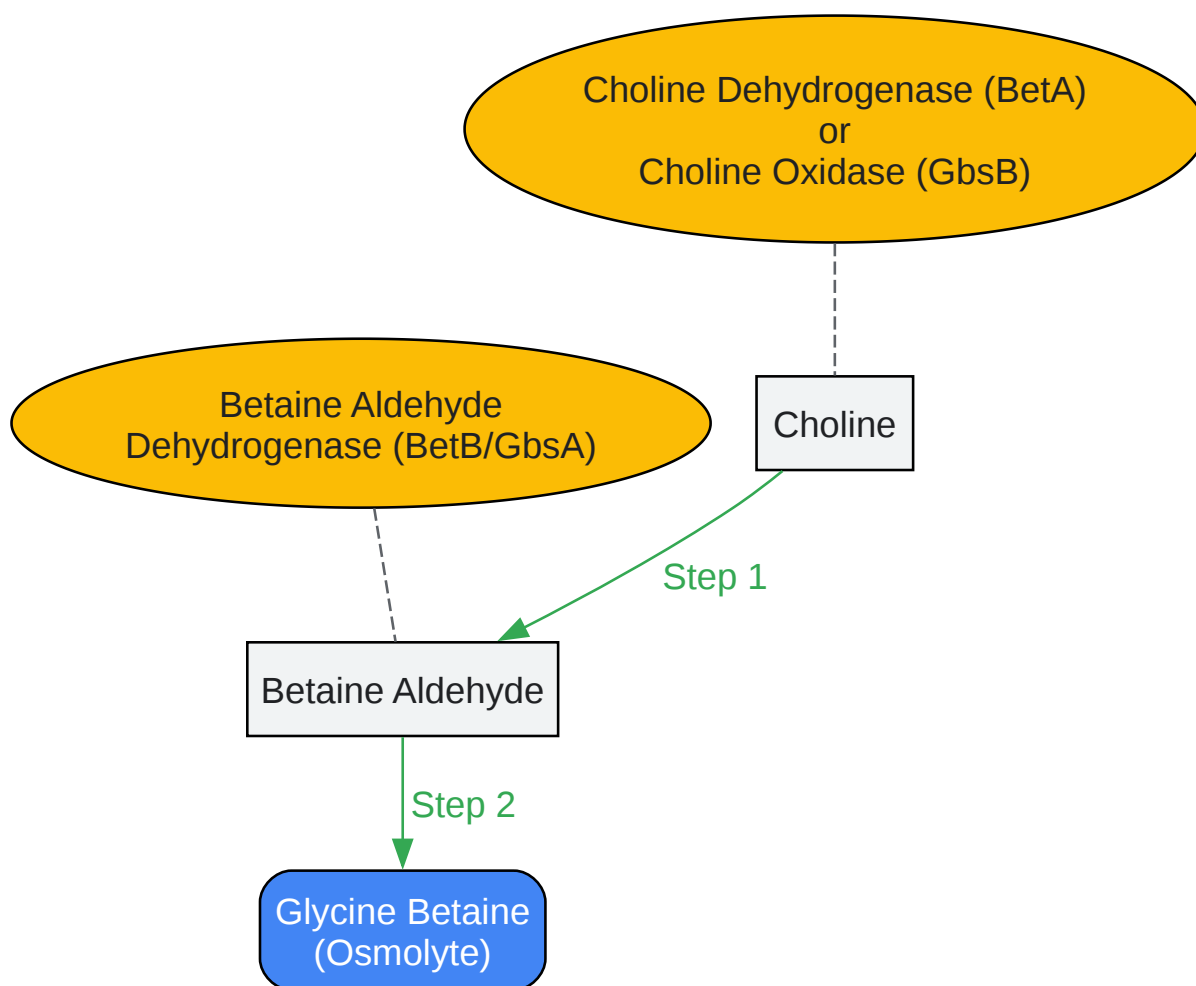 Choline Dehydrogenase (BetA)
or
Choline Oxidase (GbsB)
Betaine Aldehyde
Dehydrogenase (BetB/GbsA)
Choline
Step 1
Betaine Aldehyde
Step 2
Glycine Betaine
(Osmolyte)